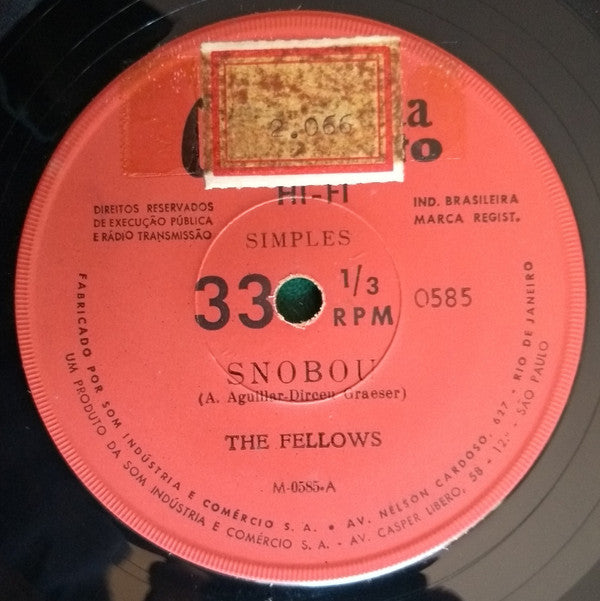 2.066
HI-FI
DIREITOS RESERVADOS
DE EXECUÇÃO PÚBLICA
E RÁDIO TRANSMISSÃO
IND. BRASILEIRA
MARCA REGIST.
SIMPLES
33 1/3
RPM
0585
SNOBOU
(A. Aguillar-Dirceu Graeser)
THE FELLOWS
M-0585-A
FABRICADO POR SOM INDÚSTRIA E COMÉRCIO S. A. • AV. NELSON CARDOSO, 627 - RIO DE JANEIRO
UM PRODUTO DA SOM INDÚSTRIA E COMÉRCIO S. A. - AV. CASPER LIBERO, 58 - 12.º - SÃO PAULO